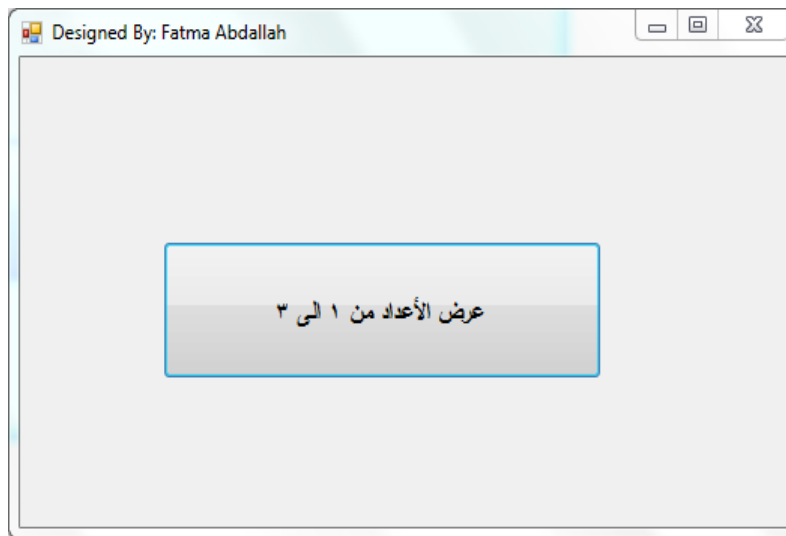 Designed By: Fatma Abdallah
عرض الأعداد من ١ الى ٣